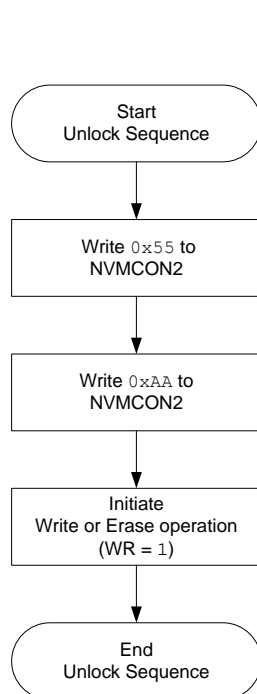 Start
Unlock Sequence
Write 0x55 to
NVMCON2
Write 0xAA to
NVMCON2
Initiate
Write or Erase operation
(WR = 1)
End
Unlock Sequence